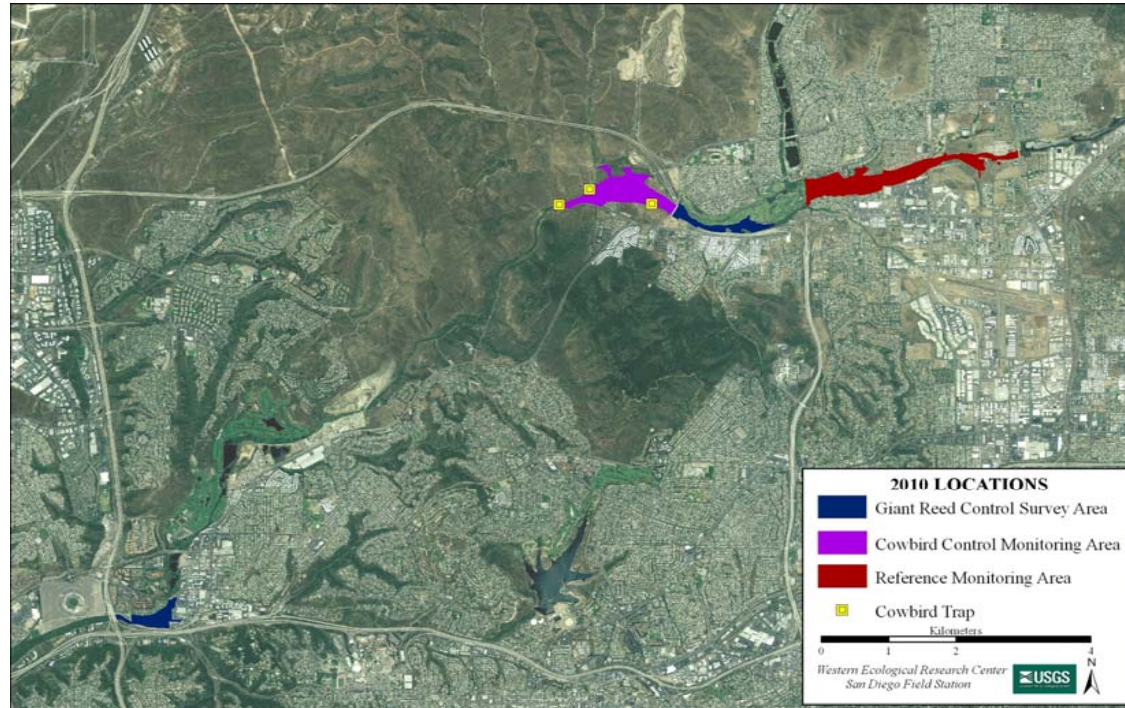 2010 LOCATIONS
Giant Reed Control Survey Area
Cowbird Control Monitoring Area
Reference Monitoring Area
Cowbird Trap
Kilometers
0 1 2 4
N
Western Ecological Research Center
San Diego Field Station
USGS